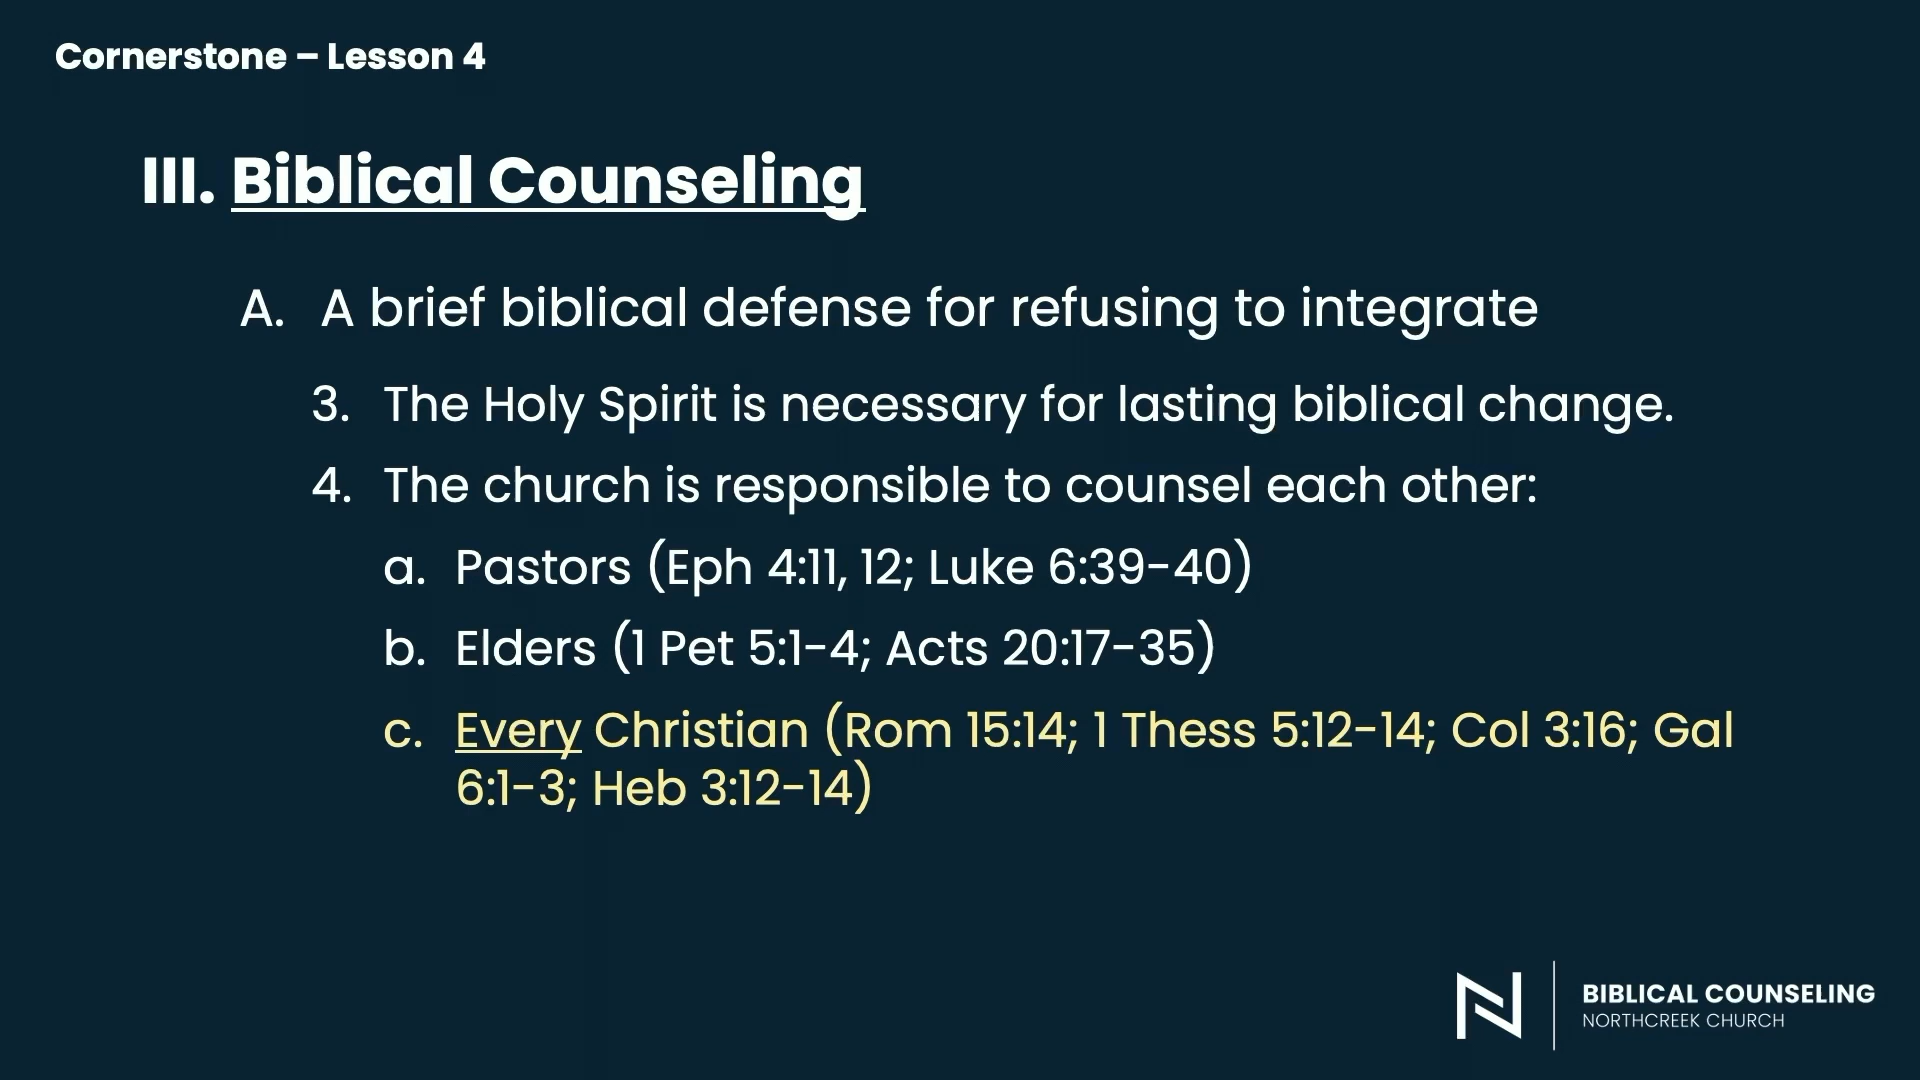 Cornerstone – Lesson 4
III. Biblical Counseling
A. A brief biblical defense for refusing to integrate
3. The Holy Spirit is necessary for lasting biblical change.
4. The church is responsible to counsel each other:
a. Pastors (Eph 4:11, 12; Luke 6:39-40)
b. Elders (1 Pet 5:1-4; Acts 20:17-35)
c. Every Christian (Rom 15:14; 1 Thess 5:12-14; Col 3:16; Gal
6:1-3; Heb 3:12-14)
BIBLICAL COUNSELING
NORTHCREEK CHURCH